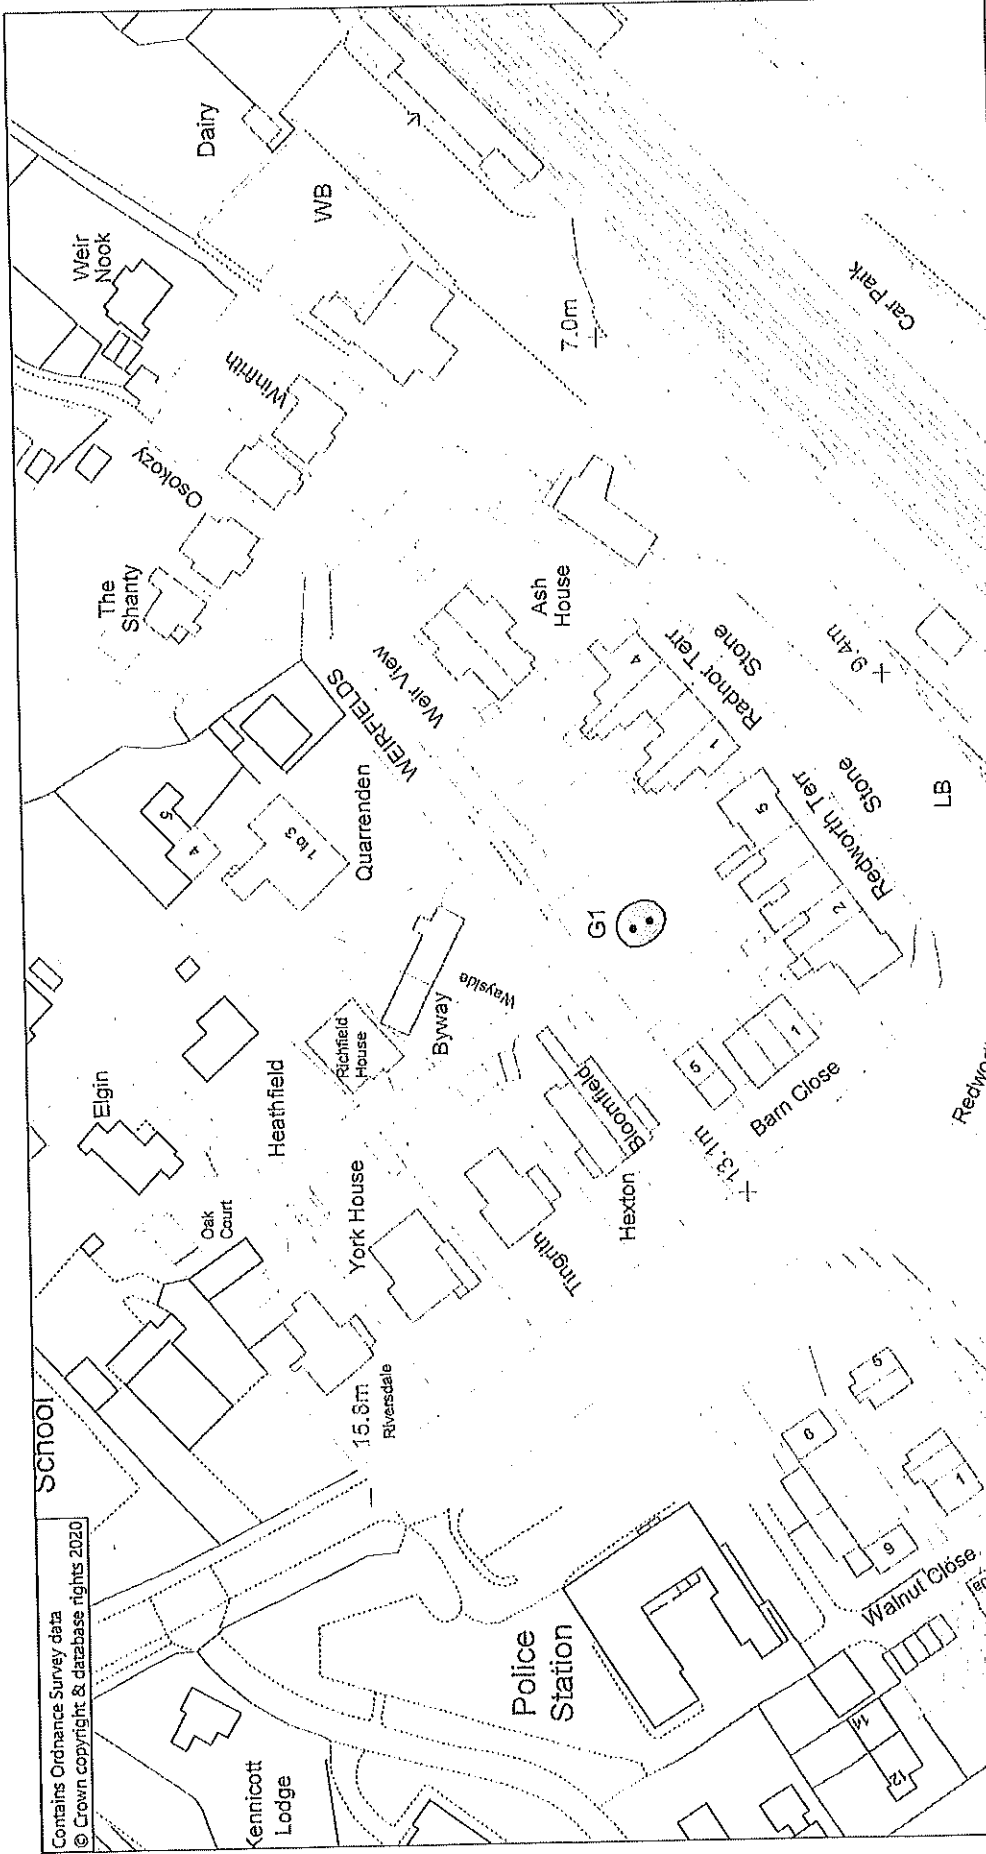 Contains Ordnance Survey data
© Crown copyright & database rights 2020
School
Kennicott
Lodge
Police
Station
15.8m
Riversdale
Oak
Court
Elgin
York House
Heathfield
Richfield
House
Byway
Wayside
Tingrith
Hexton
Bloomfield
13.1m
Barn Close
5
1
G1
Quarrenden
1 to 3
4
5
WEIRFIELDS
Weir View
The
Shanty
Osokozy
Winfrith
Weir
Nook
Dairy
WB
7.0m
Car Park
Ash
House
4
1
Radnor Terr
Stone
5
2
Redworth Terr
Stone
9.4m
LB
6
5
1
9
Walnut Close
14
12